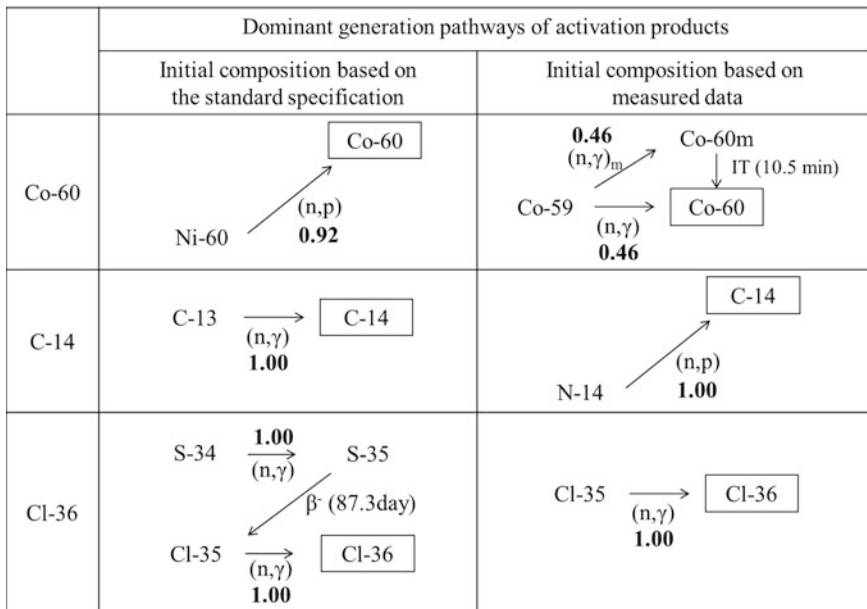 Dominant generation pathways of activation products
Initial composition based on
the standard specification
Initial composition based on
measured data
Co-60
Co-60
(n,p)
0.92
Ni-60
0.46
(n,γ)m
Co-60m
IT (10.5 min)
Co-59
Co-60
(n,γ)
0.46
C-14
C-13
C-14
(n,γ)
1.00
C-14
(n,p)
N-14
1.00
Cl-36
1.00
S-34
S-35
(n,γ)
β- (87.3day)
Cl-35
Cl-36
(n,γ)
1.00
Cl-35
Cl-36
(n,γ)
1.00